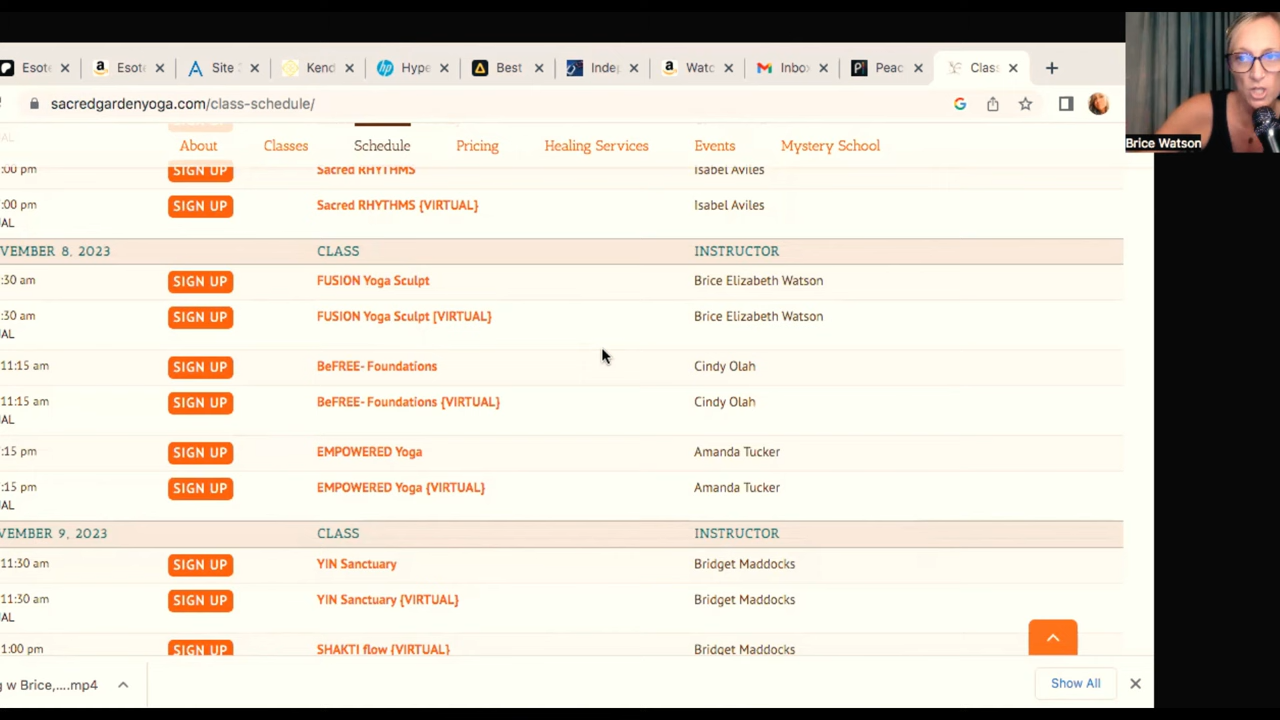 Esot
Esot
Site
Kend
Hype
Best
Inde
Watc
Inbo
Peac
Class
sacredgardenyoga.com/class-schedule/
About
Classes
Schedule
Pricing
Healing Services
Events
Mystery School
Brice Watson
:00 pm SIGN UP Sacred RHYTHMS Isabel Aviles
:00 pm SIGN UP Sacred RHYTHMS {VIRTUAL} Isabel Aviles
UAL
VEMBER 8, 2023 CLASS INSTRUCTOR
:30 am SIGN UP FUSION Yoga Sculpt Brice Elizabeth Watson
:30 am SIGN UP FUSION Yoga Sculpt [VIRTUAL} Brice Elizabeth Watson
UAL
11:15 am SIGN UP BeFREE- Foundations Cindy Olah
11:15 am SIGN UP BeFREE- Foundations {VIRTUAL} Cindy Olah
UAL
:15 pm SIGN UP EMPOWERED Yoga Amanda Tucker
:15 pm SIGN UP EMPOWERED Yoga {VIRTUAL} Amanda Tucker
UAL
VEMBER 9, 2023 CLASS INSTRUCTOR
11:30 am SIGN UP YIN Sanctuary Bridget Maddocks
11:30 am SIGN UP YIN Sanctuary {VIRTUAL} Bridget Maddocks
UAL
1:00 pm SIGN UP SHAKTI flow {VIRTUAL} Bridget Maddocks
g w Brice,....mp4
Show All